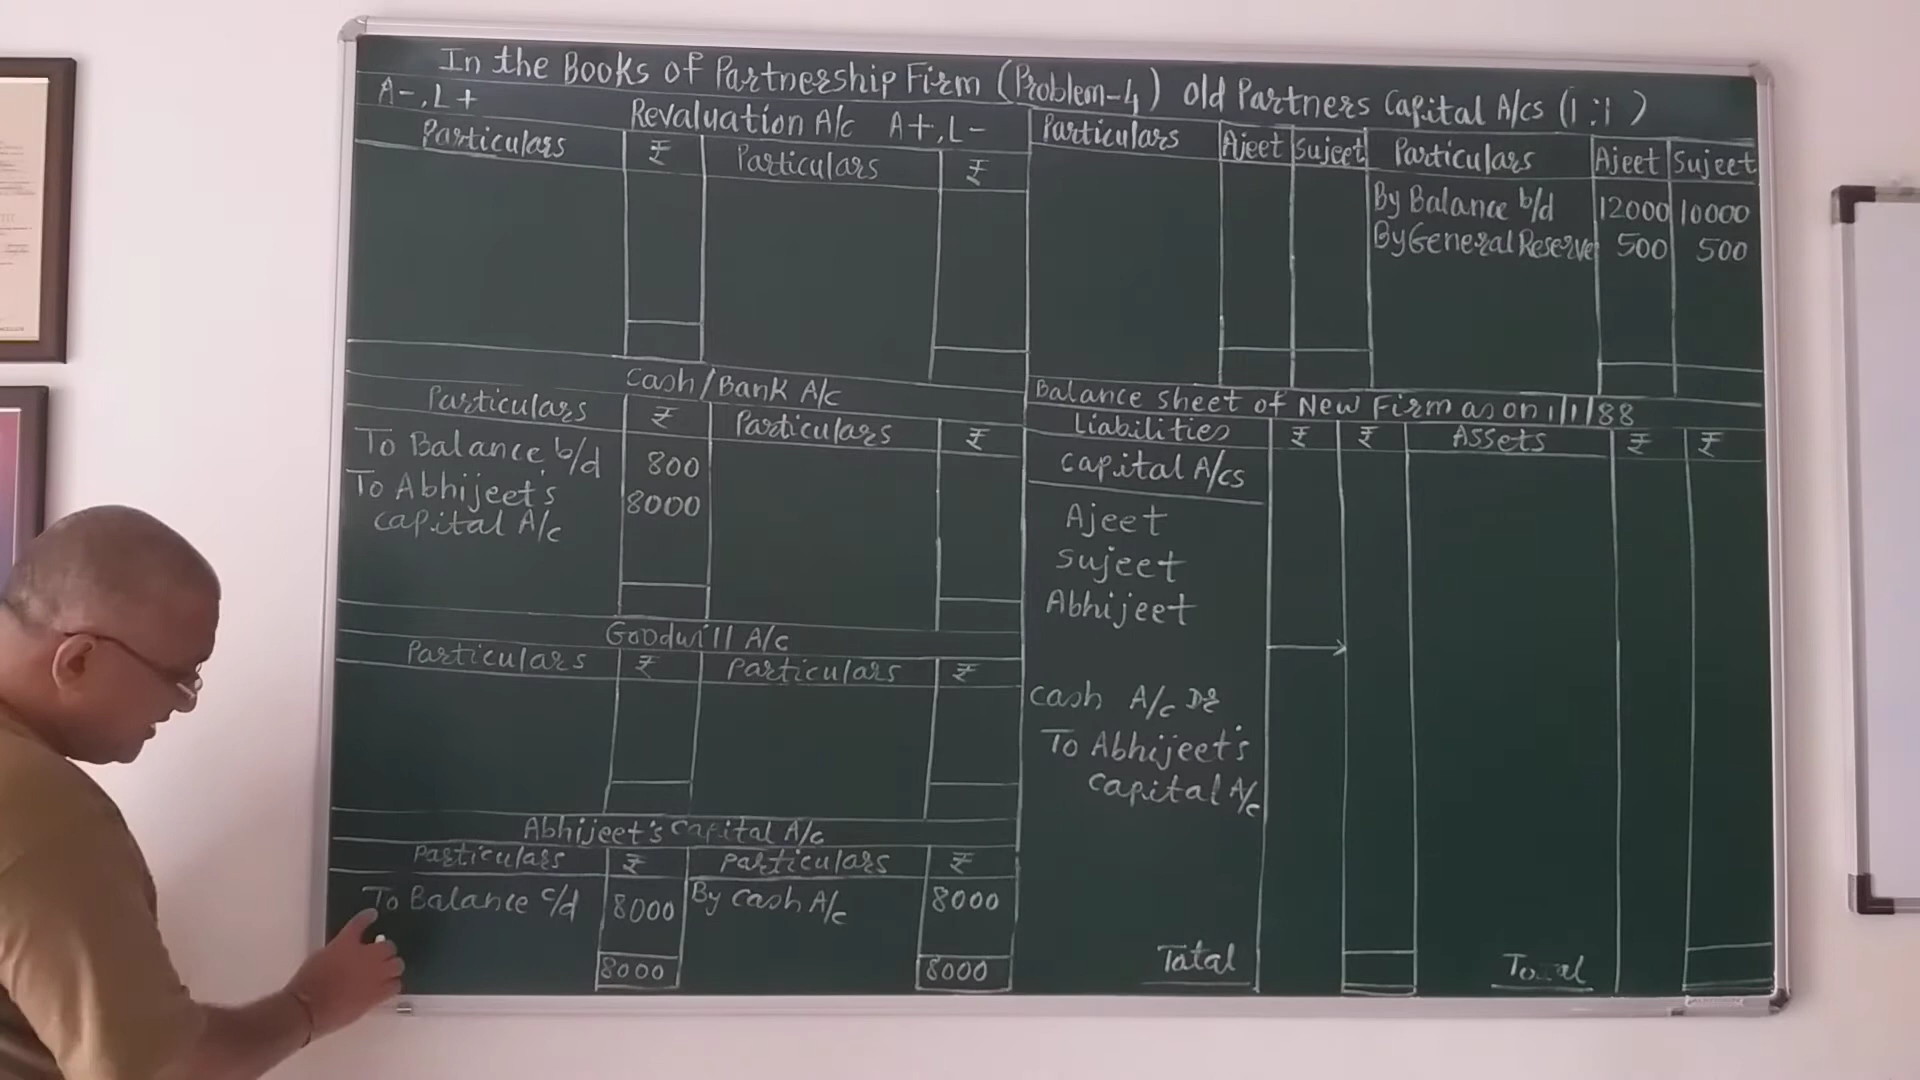 In the Books of Partnership Firm (Problem-4) old Partners Capital A/cs (1:1)
A-, L+
Revaluation A/c A+, L-
Particulars ₹ Particulars ₹
Particulars Ajeet Sujeet Particulars Ajeet Sujeet
By Balance b/d 12000 10000
By General Reserve 500 500
Cash/Bank A/c
Particulars ₹ Particulars ₹
To Balance b/d 800
To Abhijeet's 8000
capital A/c
Goodwill A/c
Particulars ₹ Particulars ₹
Abhijeet's Capital A/c
Particulars ₹ Particulars ₹
To Balance c/d 8000 By Cash A/c 8000
8000 8000
Balance sheet of New Firm as on 1/1/88
Liabilities ₹ ₹ Assets ₹ ₹
capital A/cs
Ajeet
Sujeet
Abhijeet
cash A/c Dr
To Abhijeet's
capital A/c
Total